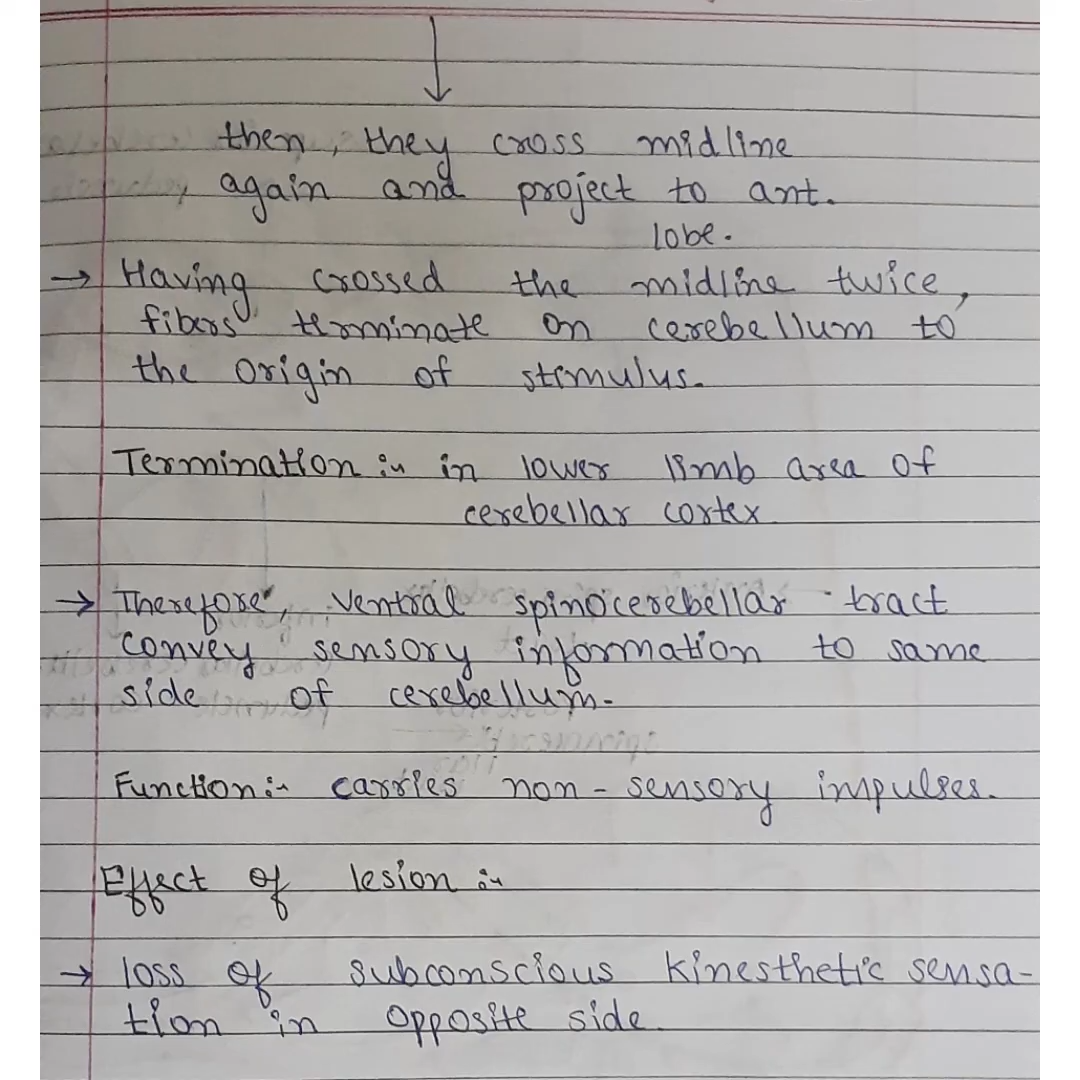 then, they cross midline
again and project to ant.
lobe.
→ Having crossed the midline twice,
fibers terminate on cerebellum to
the origin of stimulus.
Termination :- in lower limb area of
cerebellar cortex.
→ Therefore, ventral spinocerebellar tract
convey sensory information to same
side of cerebellum.
Function :- carries non-sensory impulses.
Effect of lesion :-
→ loss of subconscious kinesthetic sensa-
tion in opposite side.